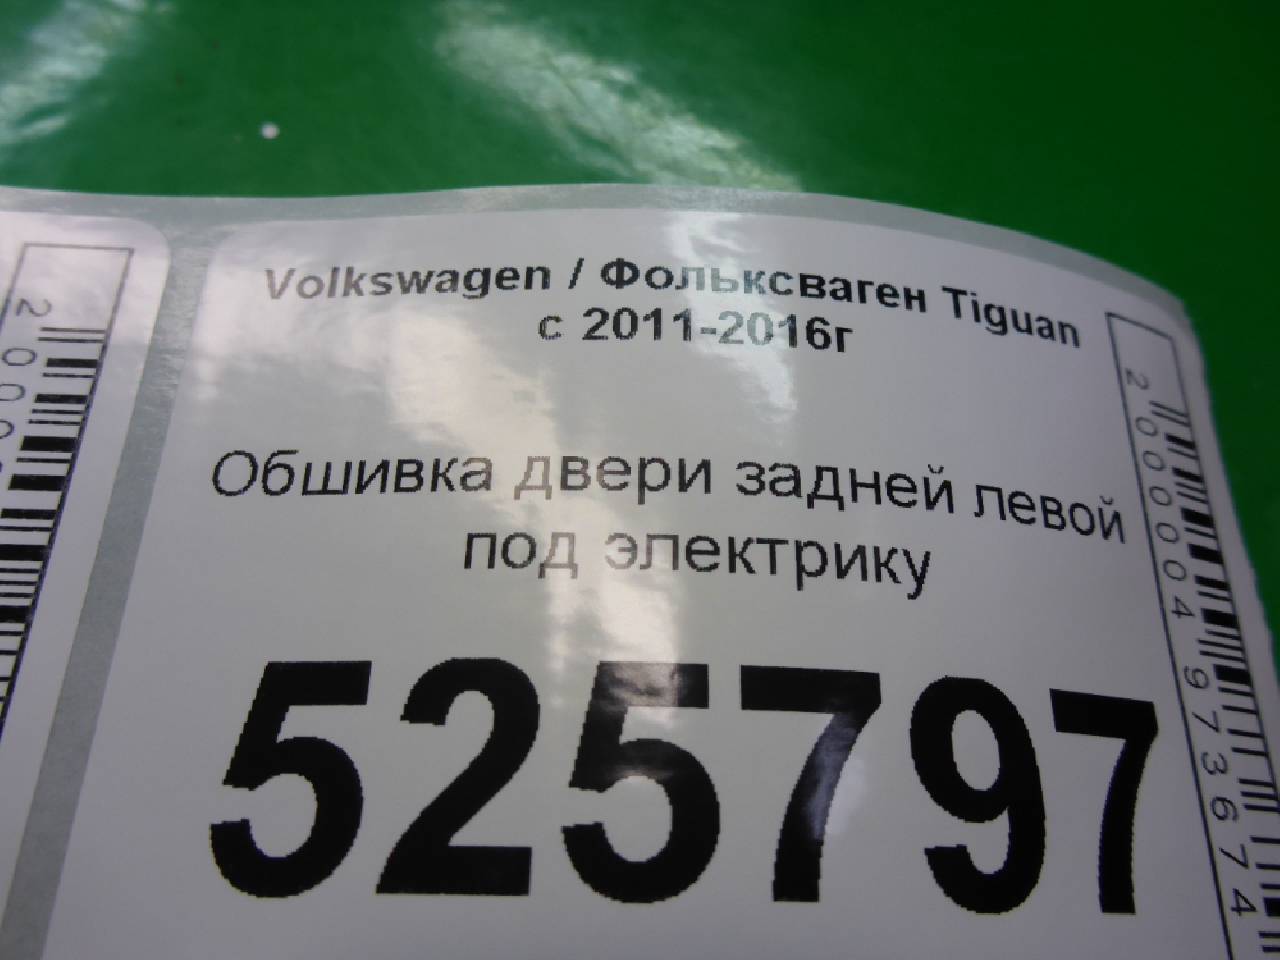 Volkswagen / Фольксваген Tiguan
с 2011-2016г
Обшивка двери задней левой
под электрику
525797
2000004973674